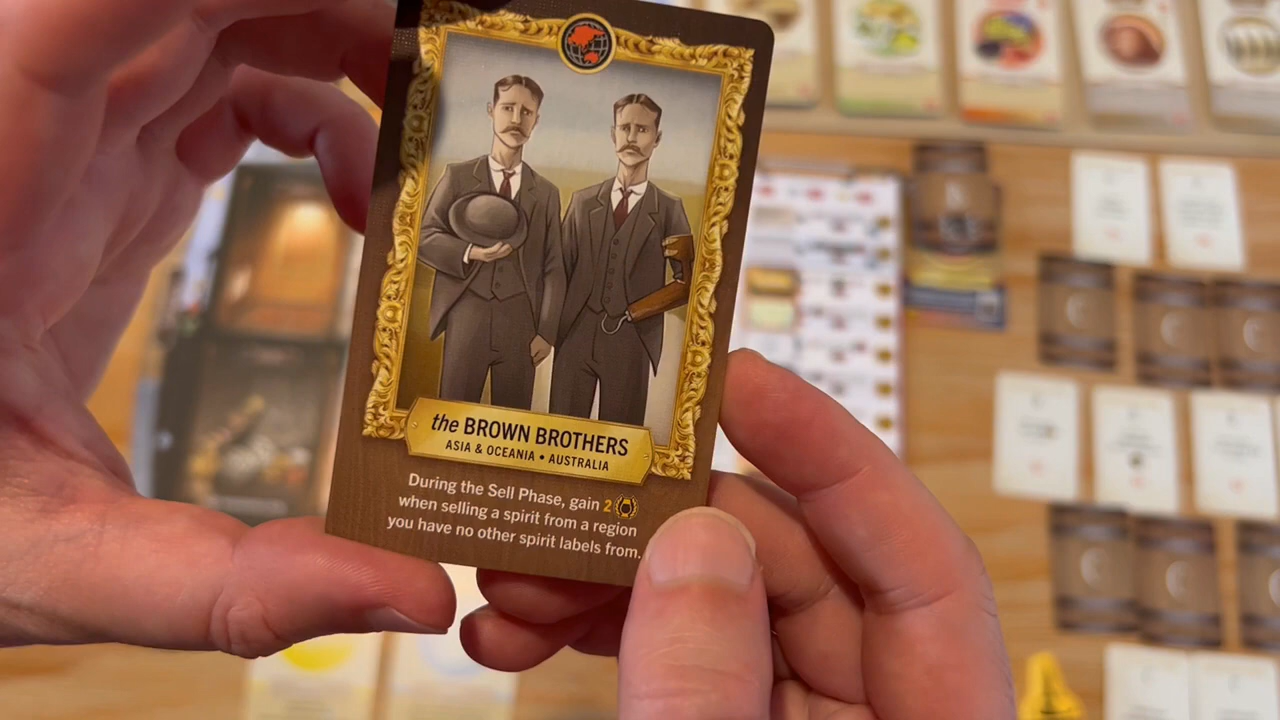 the BROWN BROTHERS
ASIA & OCEANIA • AUSTRALIA
During the Sell Phase, gain 2
when selling a spirit from a region
you have no other spirit labels from.